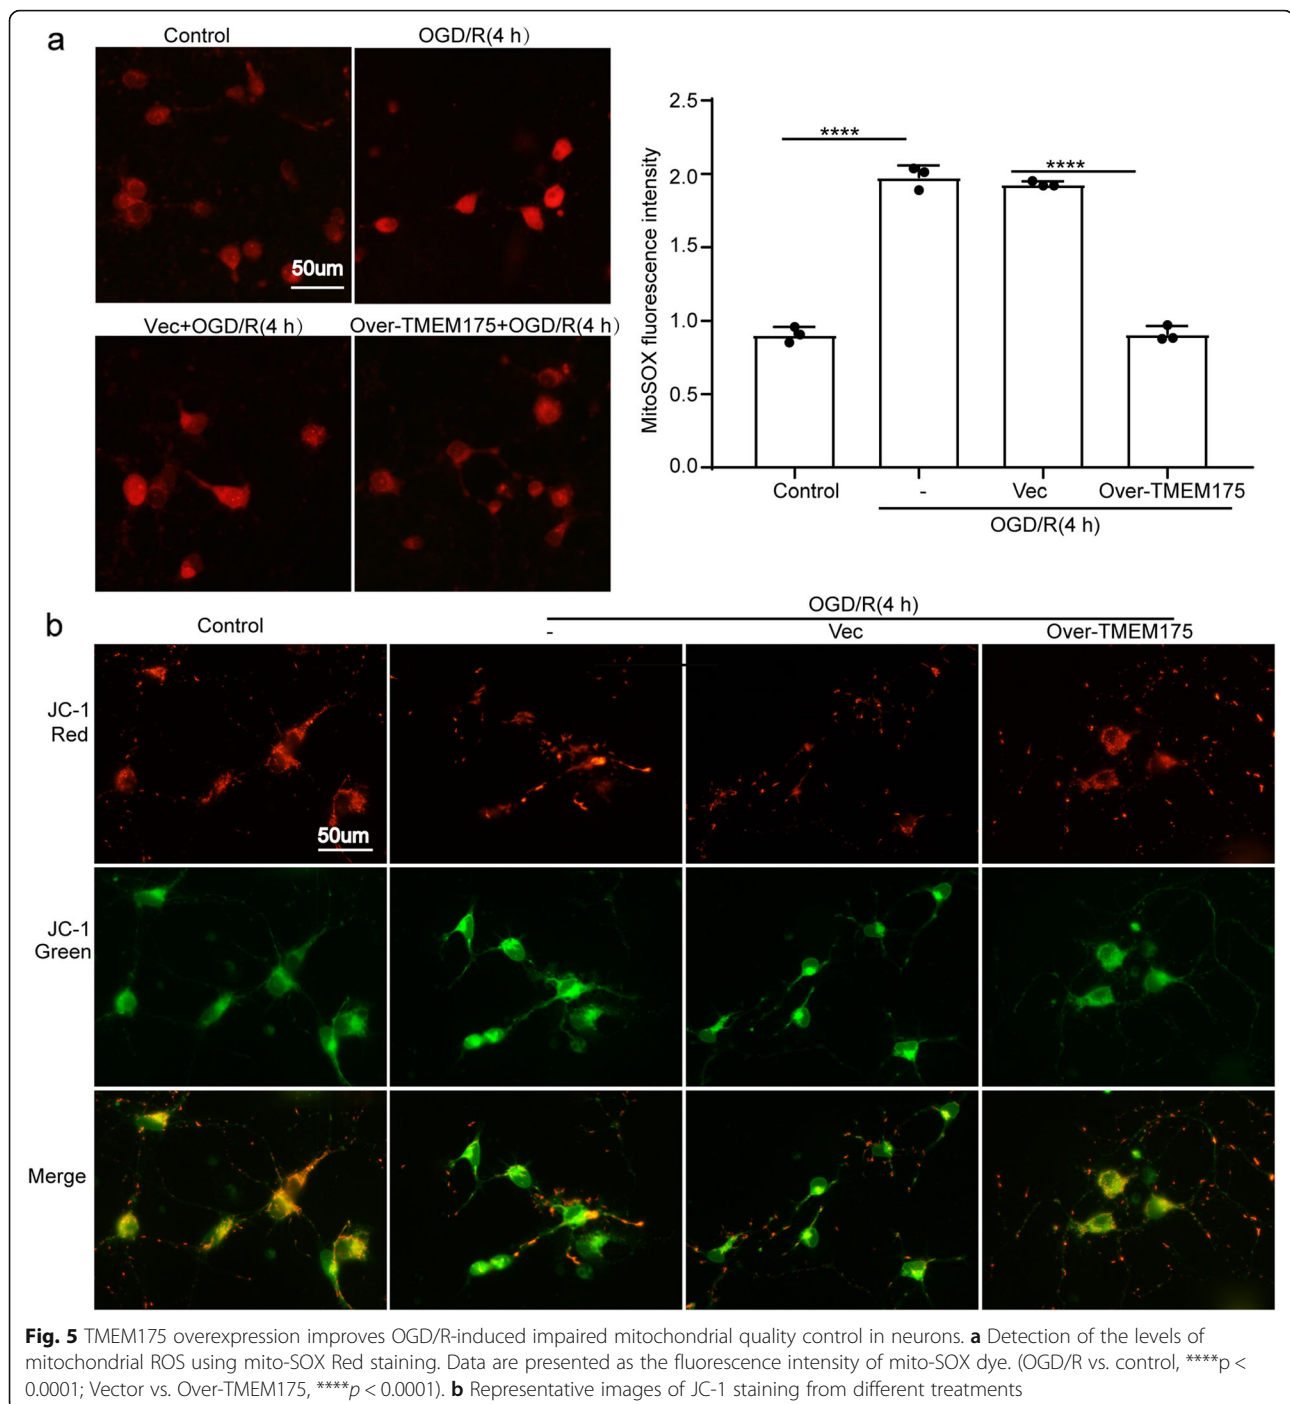 a
Control
OGD/R(4 h)
50um
Vec+OGD/R(4 h)
Over-TMEM175+OGD/R(4 h)
MitoSOX fluorescence intensity
2.5
2.0
1.5
1.0
0.5
0.0
****
****
Control
-
Vec
Over-TMEM175
OGD/R(4 h)
b
OGD/R(4 h)
Control
-
Vec
Over-TMEM175
JC-1
Red
50um
JC-1
Green
Merge
Fig. 5 TMEM175 overexpression improves OGD/R-induced impaired mitochondrial quality control in neurons. a Detection of the levels of
mitochondrial ROS using mito-SOX Red staining. Data are presented as the fluorescence intensity of mito-SOX dye. (OGD/R vs. control, ****p <
0.0001; Vector vs. Over-TMEM175, ****p < 0.0001). b Representative images of JC-1 staining from different treatments